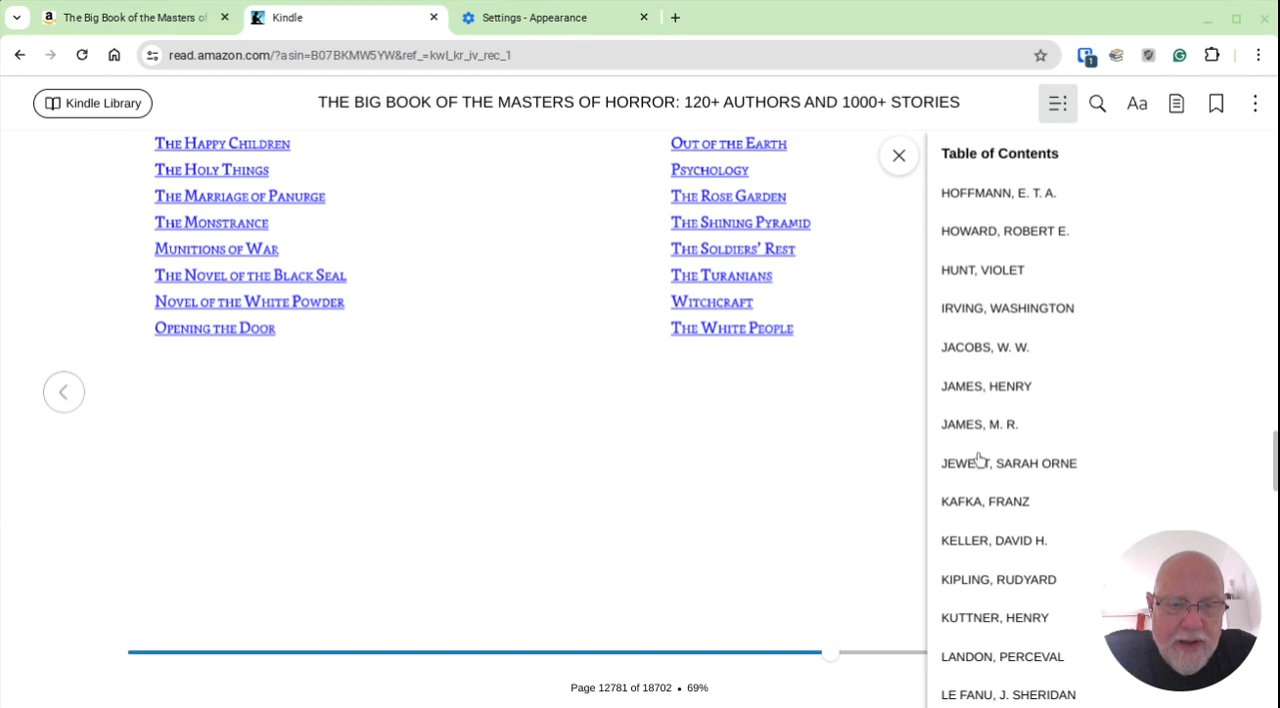 The Big Book of the Masters of
Kindle
Settings - Appearance
read.amazon.com/?asin=B07BKMW5YW&ref_=kwl_kr_iv_rec_1
1
Kindle Library
THE BIG BOOK OF THE MASTERS OF HORROR: 120+ AUTHORS AND 1000+ STORIES
Aa
The Happy Children
The Holy Things
The Marriage of Panurge
The Monstrance
Munitions of War
The Novel of the Black Seal
Novel of the White Powder
Opening the Door
Out of the Earth
Psychology
The Rose Garden
The Shining Pyramid
The Soldiers’ Rest
The Turanians
Witchcraft
The White People
Table of Contents
HOFFMANN, E. T. A.
HOWARD, ROBERT E.
HUNT, VIOLET
IRVING, WASHINGTON
JACOBS, W. W.
JAMES, HENRY
JAMES, M. R.
JEWETT, SARAH ORNE
KAFKA, FRANZ
KELLER, DAVID H.
KIPLING, RUDYARD
KUTTNER, HENRY
LANDON, PERCEVAL
LE FANU, J. SHERIDAN
Page 12781 of 18702 • 69%